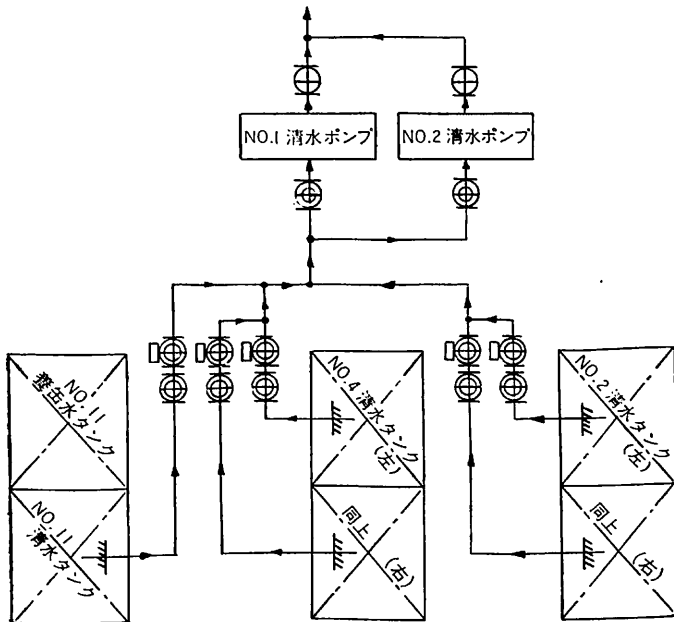 NO.1 清水ポンプ
NO.2 清水ポンプ
NO.11
養缶水タンク
NO.11
清水タンク
NO.4 清水タンク
(左)
同上
(右)
NO.2 清水タンク
(左)
同上
(右)